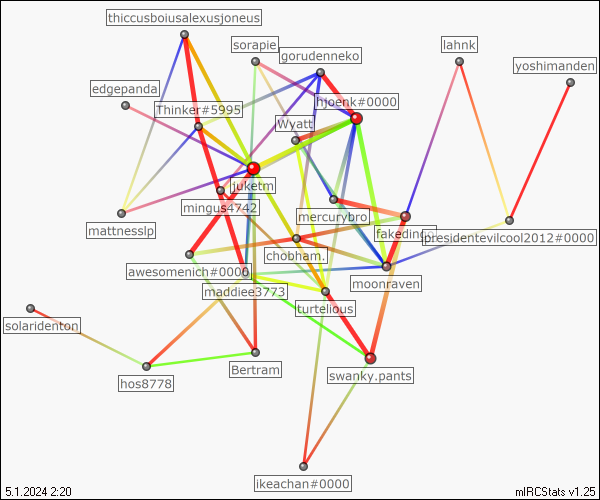 thiccusboiusalexusjoneus
sorapie
lahnk
gorudenneko
yoshimanden
edgepanda
hjoenk#0000
Thinker#5995
Wyatt
juketm
mingus4742
mercurybro
mattnesslp
fakeding
presidentevilcool2012#0000
chobham.
awesomenich#0000
moonraven
maddiee3773
turtelious
solaridenton
Bertram
swanky.pants
hos8778
ikeachan#0000
5.1.2024 2:20
mIRCStats v1.25